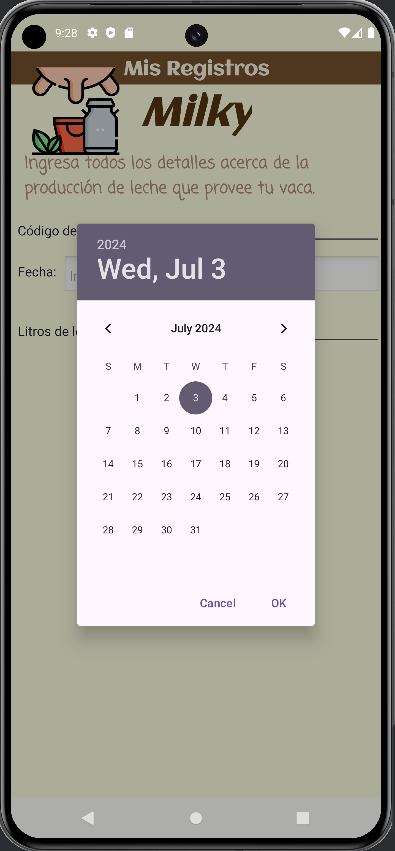 9:28
Mis Registros
Milky
Ingresa todos los detalles acerca de la
producción de leche que provee tu vaca.
Código de
2024
Wed, Jul 3
Fecha:
July 2024
Litros de
S M T W T F S
1 2 3 4 5 6
7 8 9 10 11 12 13
14 15 16 17 18 19 20
21 22 23 24 25 26 27
28 29 30 31
Cancel OK